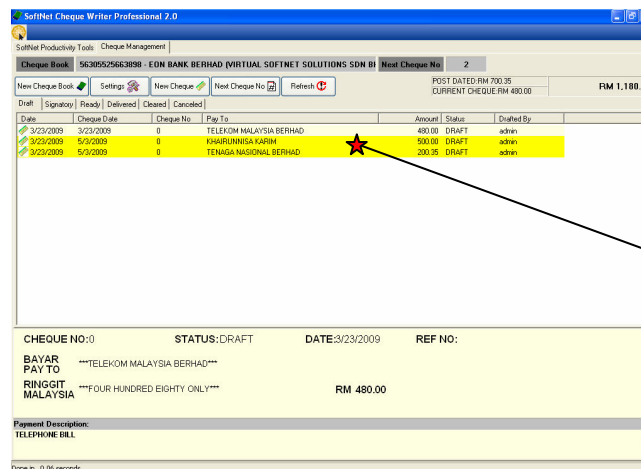 SoftNet Cheque Writer Professional 2.0
SoftNet Productivity Tools Cheque Management
Cheque Book 56305525663898 - EON BANK BERHAD (VIRTUAL SOFTNET SOLUTIONS SDN BH Next Cheque No 2
New Cheque Book Settings New Cheque Next Cheque No Refresh POST DATED:RM 700.35 RM 1,180.
CURRENT CHEQUE:RM 480.00
Draft Signatory Ready Delivered Cleared Canceled
Date Cheque Date Cheque No Pay To Amount Status Drafted By
3/23/2009 3/23/2009 0 TELEKOM MALAYSIA BERHAD 480.00 DRAFT admin
3/23/2009 5/3/2009 0 KHAIRUNNISA KARIM 500.00 DRAFT admin
3/23/2009 5/3/2009 0 TENAGA NASIONAL BERHAD 200.35 DRAFT admin
CHEQUE NO:0 STATUS:DRAFT DATE:3/23/2009 REF NO:
BAYAR
PAY TO ***TELEKOM MALAYSIA BERHAD***
RINGGIT
MALAYSIA ***FOUR HUNDRED EIGHTY ONLY*** RM 480.00
Payment Description:
TELEPHONE BILL
Done in 0.06 seconds